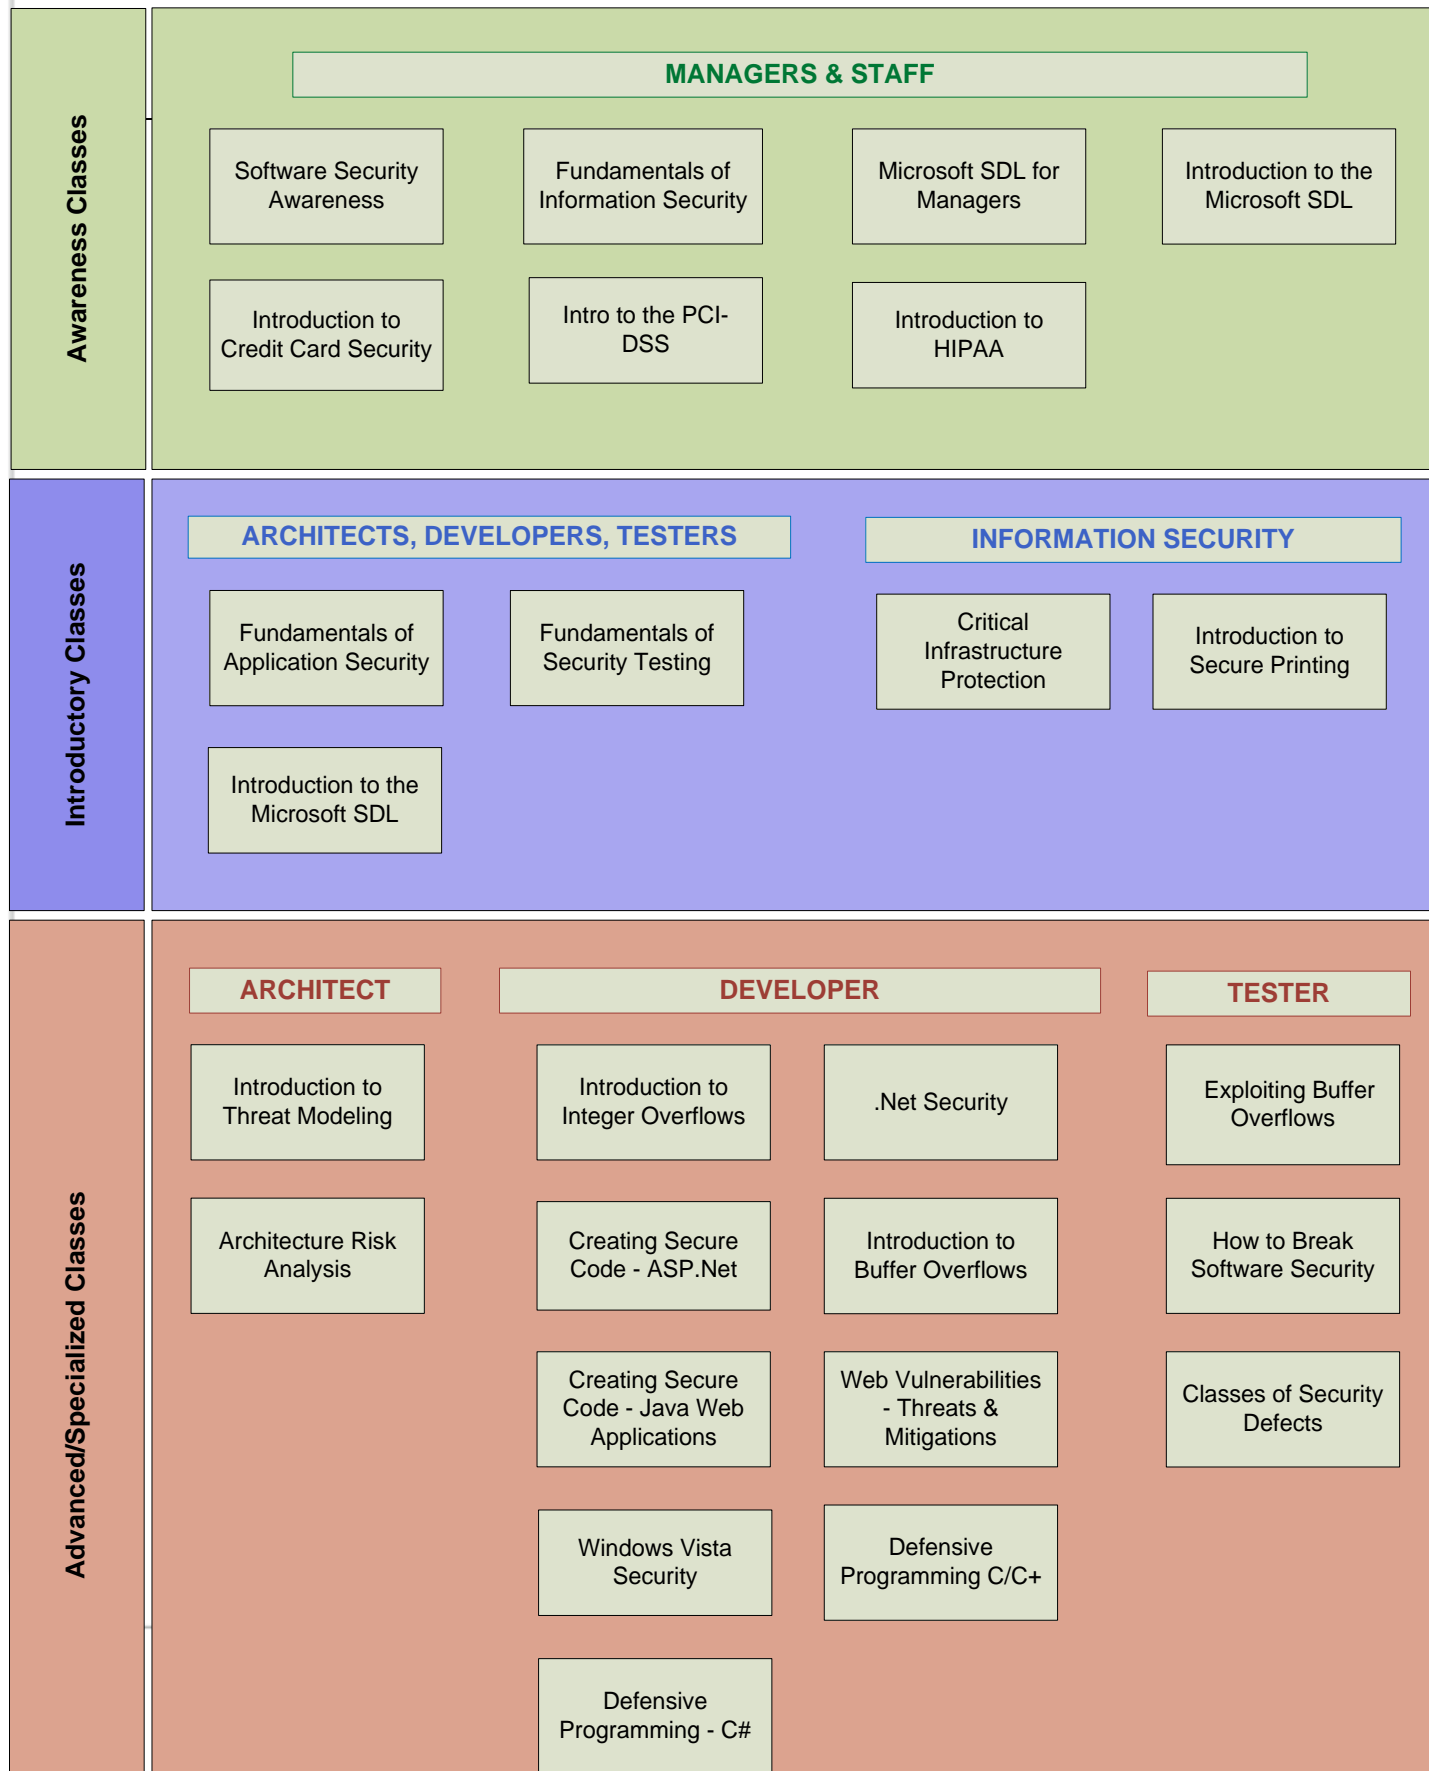 Awareness Classes
MANAGERS & STAFF
Software Security
Awareness
Fundamentals of
Information Security
Microsoft SDL for
Managers
Introduction to the
Microsoft SDL
Introduction to
Credit Card Security
Intro to the PCI-
DSS
Introduction to
HIPAA
Introductory Classes
ARCHITECTS, DEVELOPERS, TESTERS
INFORMATION SECURITY
Fundamentals of
Application Security
Fundamentals of
Security Testing
Critical
Infrastructure
Protection
Introduction to
Secure Printing
Introduction to the
Microsoft SDL
Advanced/Specialized Classes
ARCHITECT
DEVELOPER
TESTER
Introduction to
Threat Modeling
Introduction to
Integer Overflows
.Net Security
Exploiting Buffer
Overflows
Architecture Risk
Analysis
Creating Secure
Code - ASP.Net
Introduction to
Buffer Overflows
How to Break
Software Security
Creating Secure
Code - Java Web
Applications
Web Vulnerabilities
- Threats &
Mitigations
Classes of Security
Defects
Windows Vista
Security
Defensive
Programming C/C+
Defensive
Programming - C#